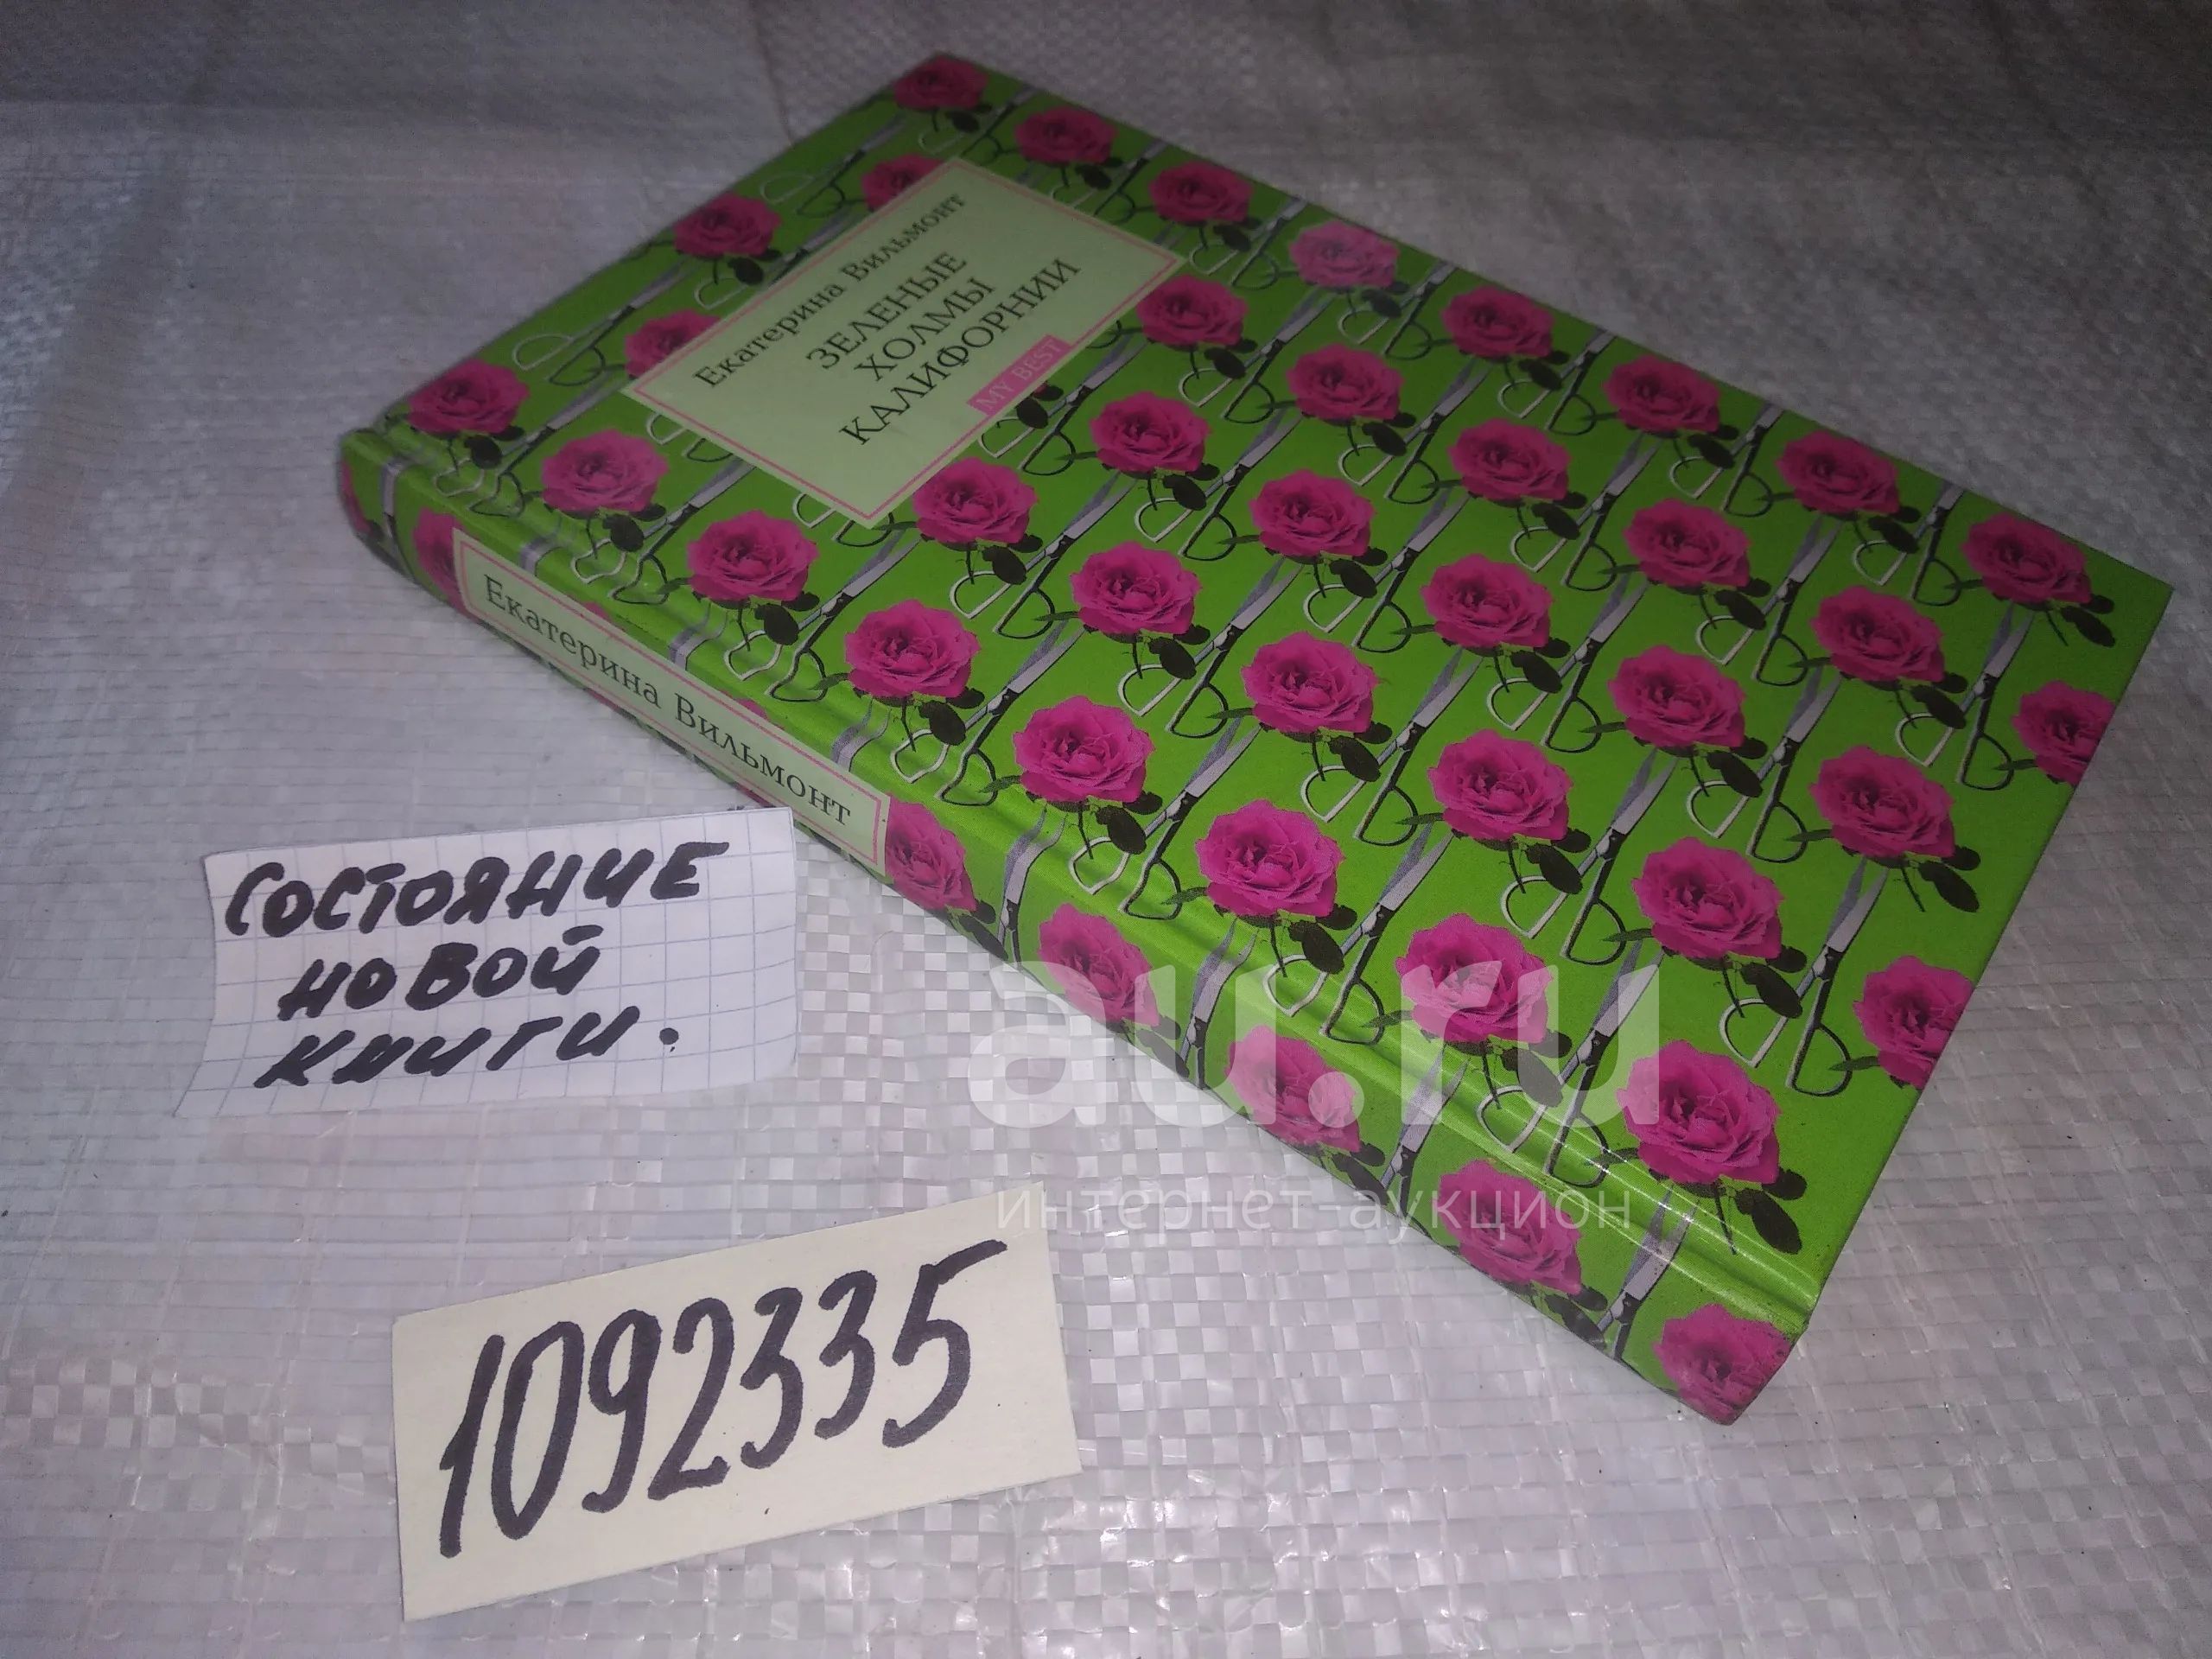 Екатерина Вильмонт
ЗЕЛЕНЫЕ
ХОЛМЫ
КАЛИФОРНИИ
MY BEST
Екатерина Вильмонт
СОСТОЯНИЕ
НОВОЙ
КНИГИ.
au.ru
интернет-аукцион
1092335